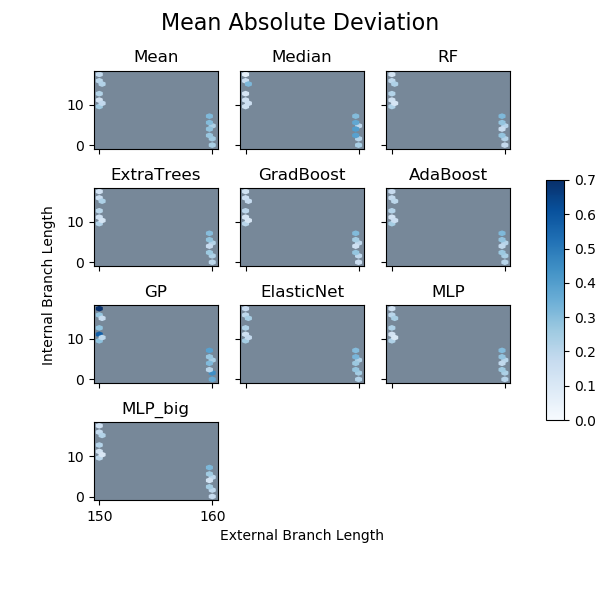 Mean Absolute Deviation
Mean
Median
RF
10
0
ExtraTrees
GradBoost
AdaBoost
10
0
Internal Branch Length
GP
ElasticNet
MLP
10
0
MLP_big
10
0
150
160
External Branch Length
0.7
0.6
0.5
0.4
0.3
0.2
0.1
0.0